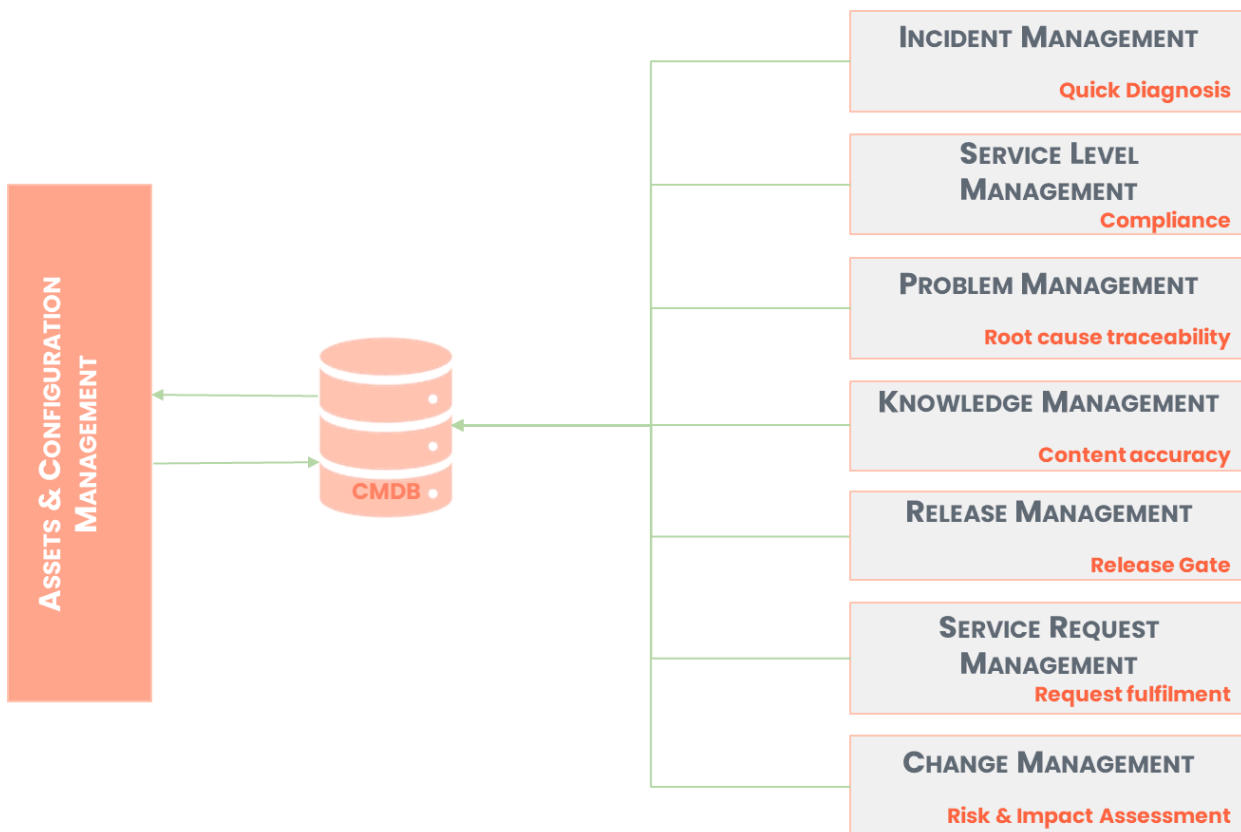 ASSETS & CONFIGURATION
MANAGEMENT
CMDB
INCIDENT MANAGEMENT
Quick Diagnosis
SERVICE LEVEL
MANAGEMENT
Compliance
PROBLEM MANAGEMENT
Root cause traceability
KNOWLEDGE MANAGEMENT
Content accuracy
RELEASE MANAGEMENT
Release Gate
SERVICE REQUEST
MANAGEMENT
Request fulfilment
CHANGE MANAGEMENT
Risk & Impact Assessment